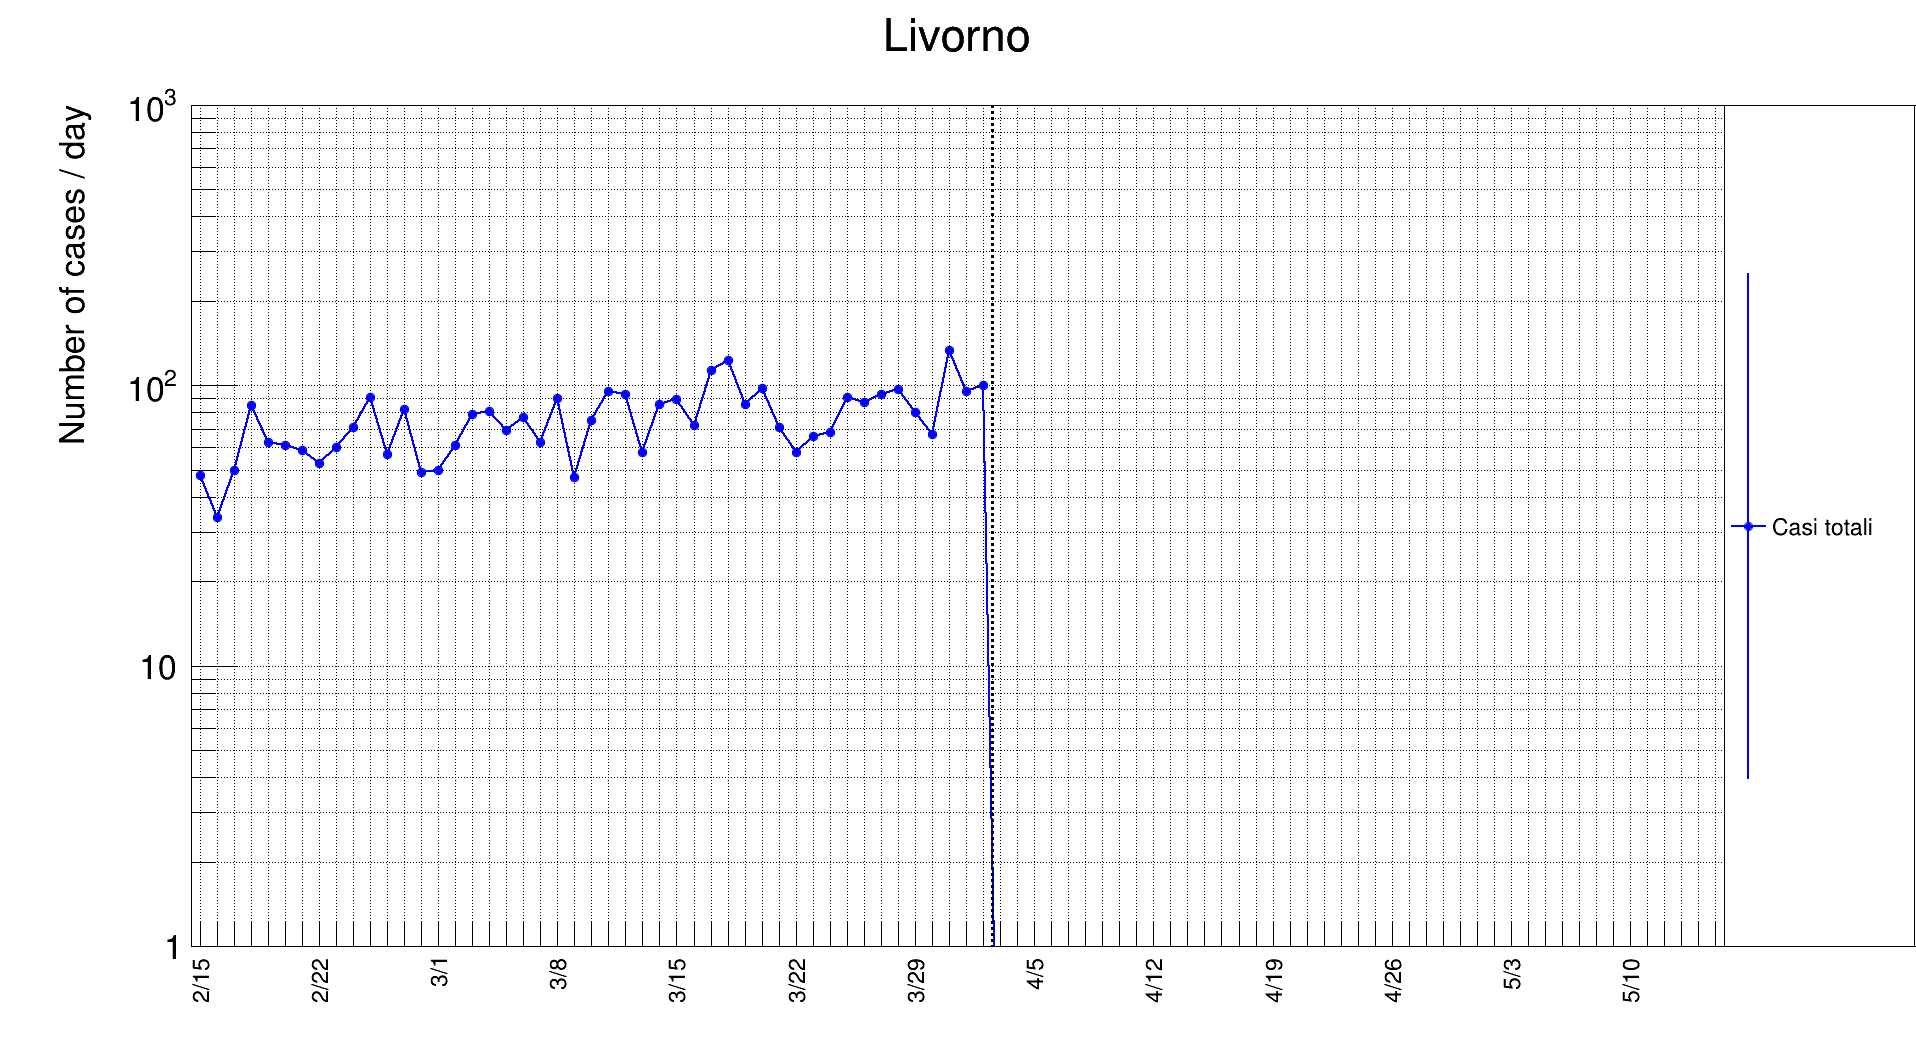 Livorno
Number of cases / day
10³
10²
10
1
2/15 2/22 3/1 3/8 3/15 3/22 3/29 4/5 4/12 4/19 4/26 5/3 5/10
Casi totali